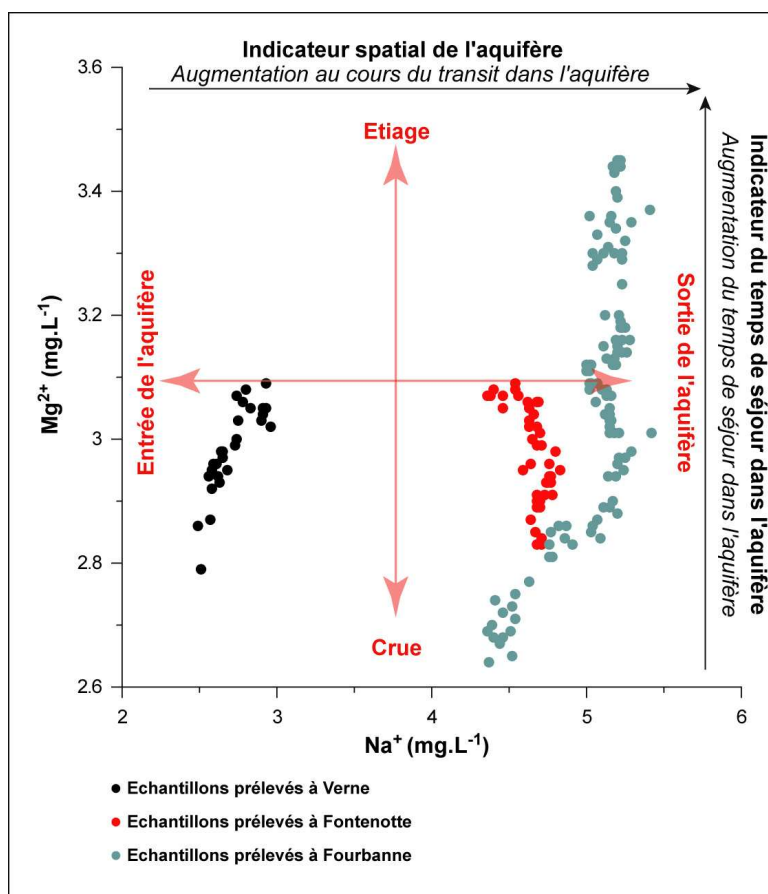 Indicateur spatial de l'aquifère
Augmentation au cours du transit dans l'aquifère
3.6
3.4
3.2
3.0
2.8
2.6
Mg2+ (mg.L-1)
Etiage
Crue
Entrée de l'aquifère
Sortie de l'aquifère
Indicateur du temps de séjour dans l'aquifère
Augmentation du temps de séjour dans l'aquifère
2 3 4 5 6
Na+ (mg.L-1)
Echantillons prélevés à Verne
Echantillons prélevés à Fontenotte
Echantillons prélevés à Fourbanne